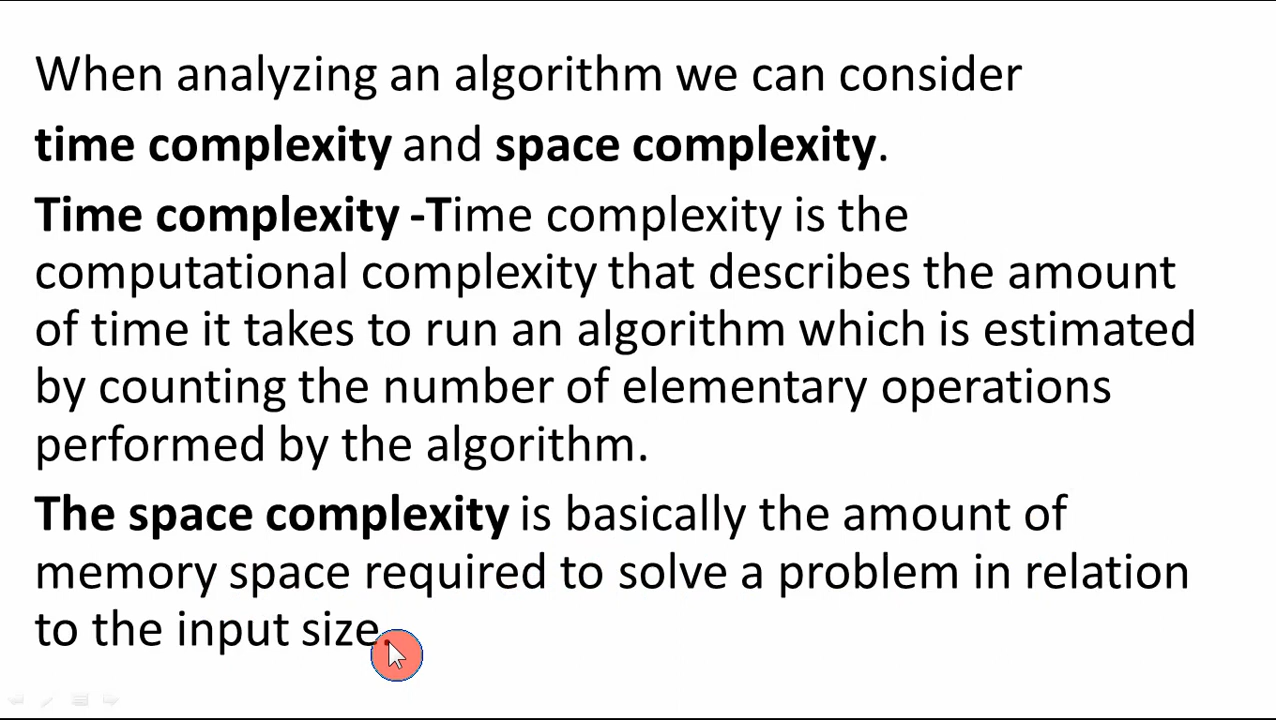 When analyzing an algorithm we can consider
time complexity and space complexity.
Time complexity -Time complexity is the
computational complexity that describes the amount
of time it takes to run an algorithm which is estimated
by counting the number of elementary operations
performed by the algorithm.
The space complexity is basically the amount of
memory space required to solve a problem in relation
to the input size.